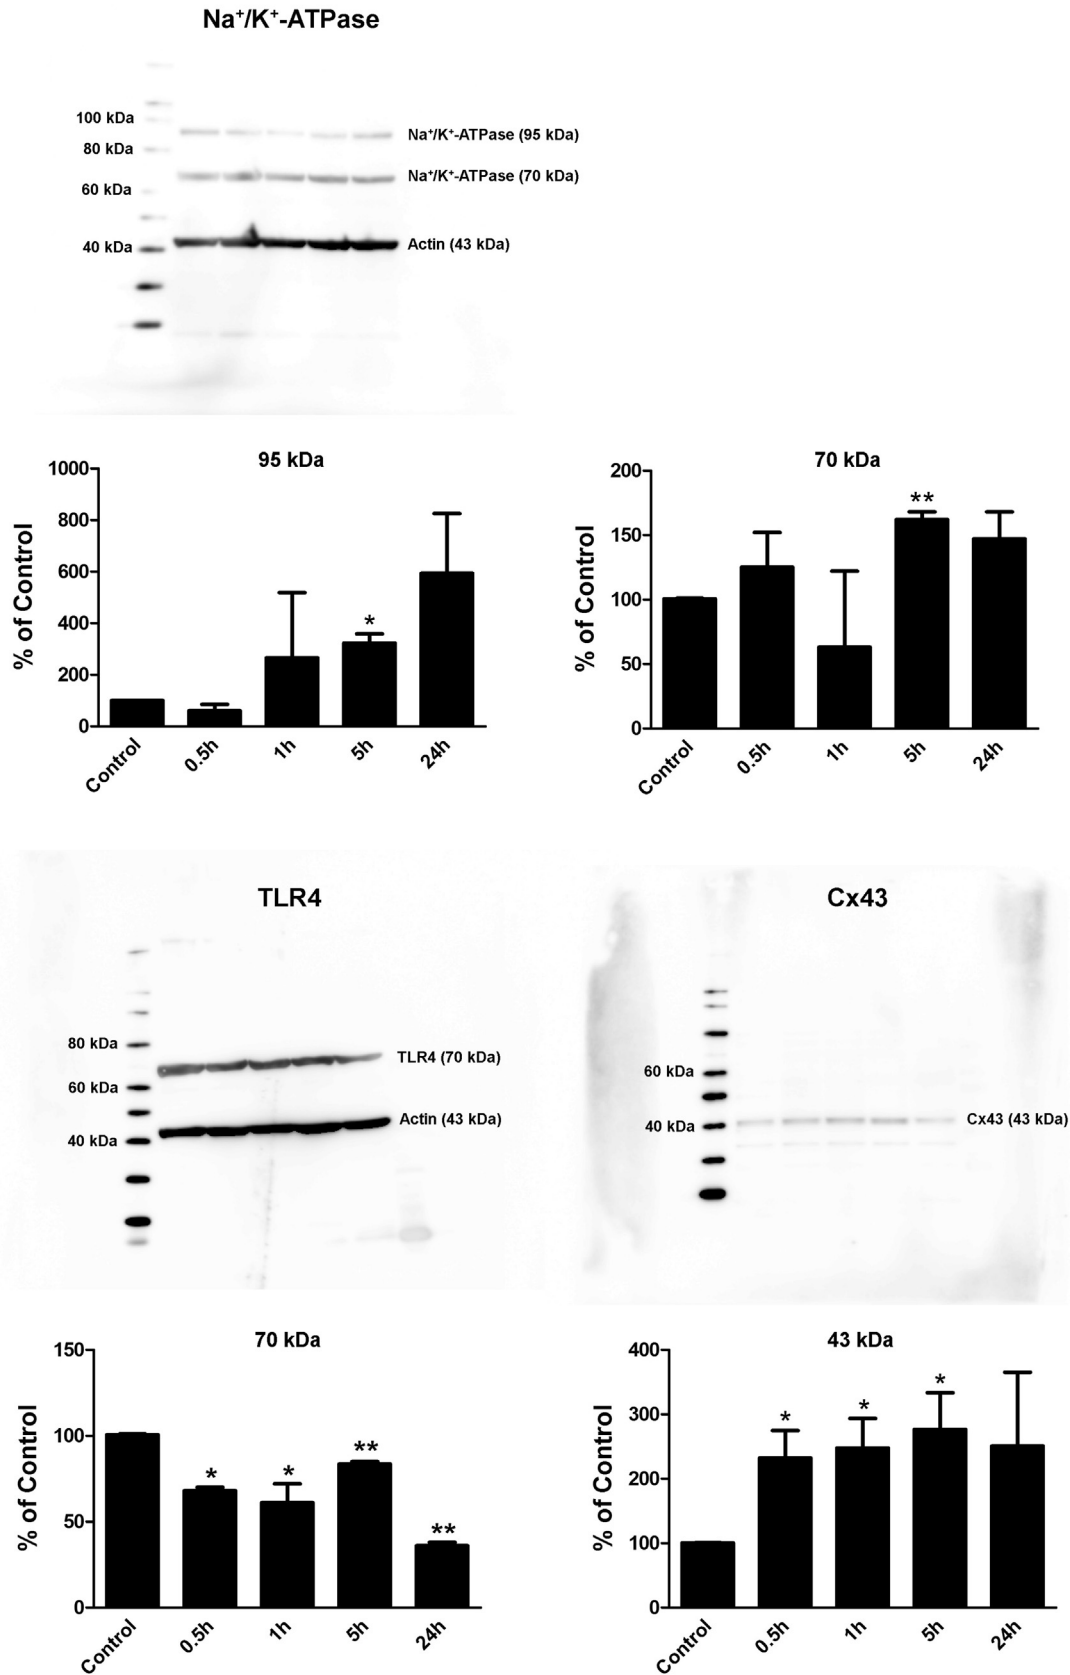 Na⁺/K⁺-ATPase
100 kDa
80 kDa
60 kDa
40 kDa
Na⁺/K⁺-ATPase (95 kDa)
Na⁺/K⁺-ATPase (70 kDa)
Actin (43 kDa)
95 kDa
% of Control
1000
800
600
400
200
0
*
Control
0.5h
1h
5h
24h
70 kDa
% of Control
200
150
100
50
0
**
Control
0.5h
1h
5h
24h
TLR4
80 kDa
60 kDa
40 kDa
TLR4 (70 kDa)
Actin (43 kDa)
Cx43
60 kDa
40 kDa
Cx43 (43 kDa)
70 kDa
% of Control
150
100
50
0
* * ** **
Control
0.5h
1h
5h
24h
43 kDa
% of Control
400
300
200
100
0
* * *
Control
0.5h
1h
5h
24h